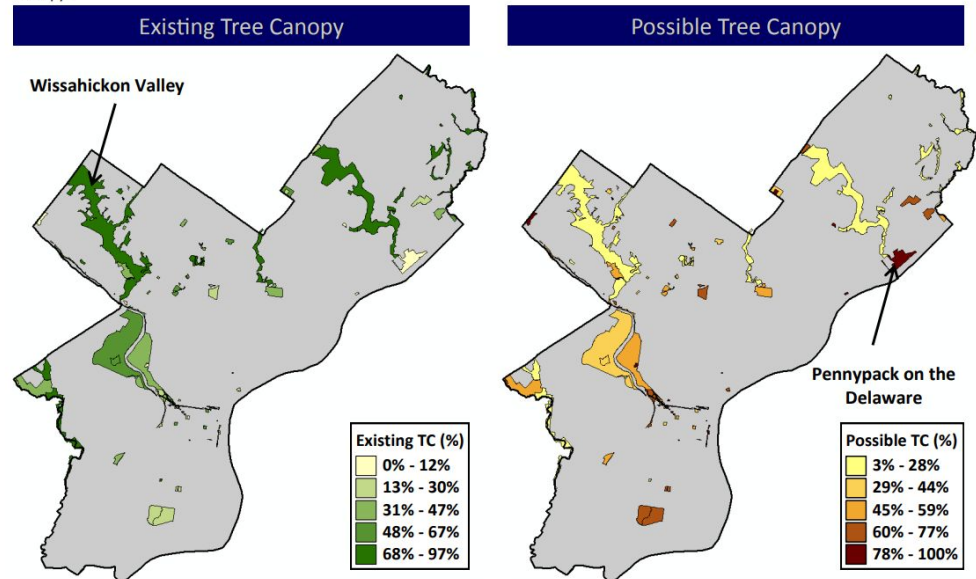 Existing Tree Canopy
Possible Tree Canopy
Wissahickon Valley
Pennypack on the
Delaware
Existing TC (%)
0% - 12%
13% - 30%
31% - 47%
48% - 67%
68% - 97%
Possible TC (%)
3% - 28%
29% - 44%
45% - 59%
60% - 77%
78% - 100%